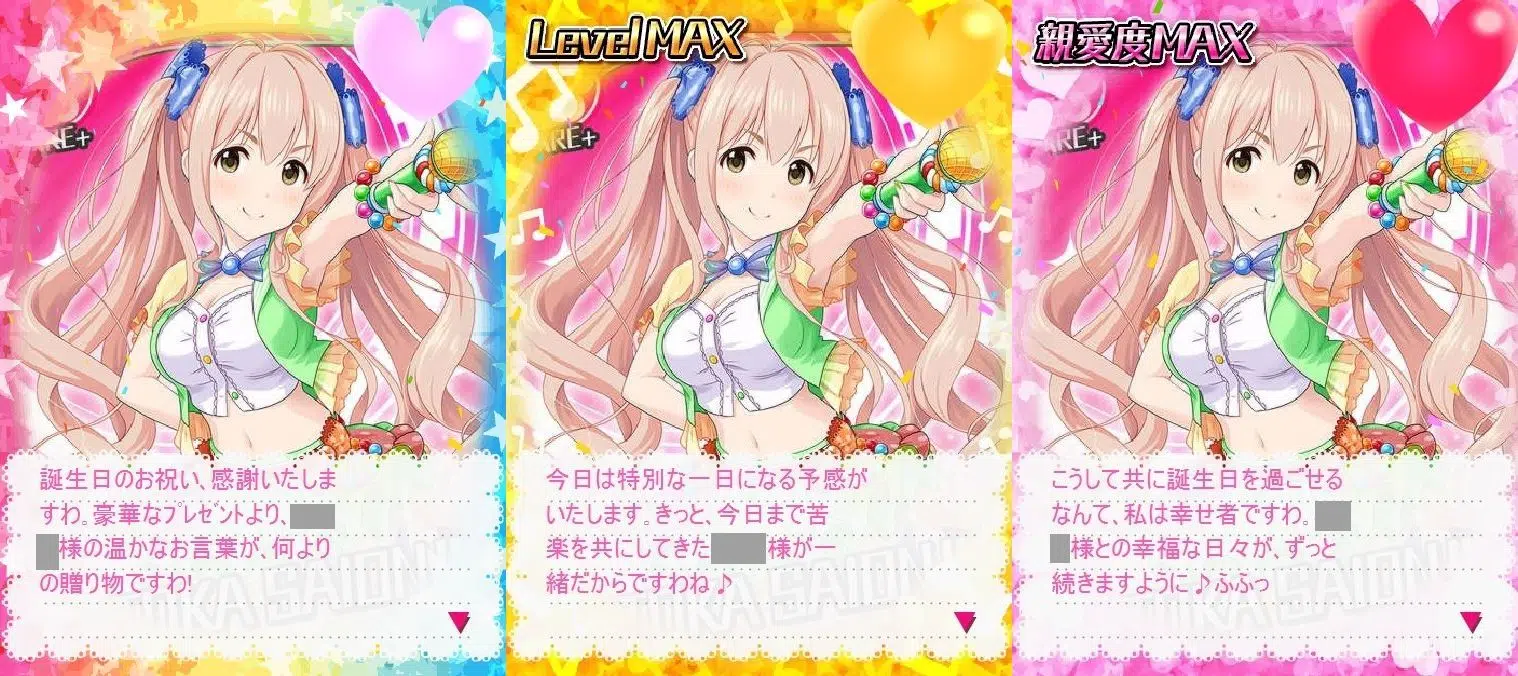 RE+
誕生日のお祝い、感謝いたしま
すわ。豪華なプレゼントより、
様の温かなお言葉が、何より
の贈り物ですわ!
LevelMAX
RE+
今日は特別な一日になる予感が
いたします。きっと、今日まで苦
楽を共にしてきた 様が一
緒だからですわね♪
親愛度MAX
RE+
こうして共に誕生日を過ごせる
なんて、私は幸せ者ですわ。
様との幸福な日々が、ずっと
続きますように♪ふふっ